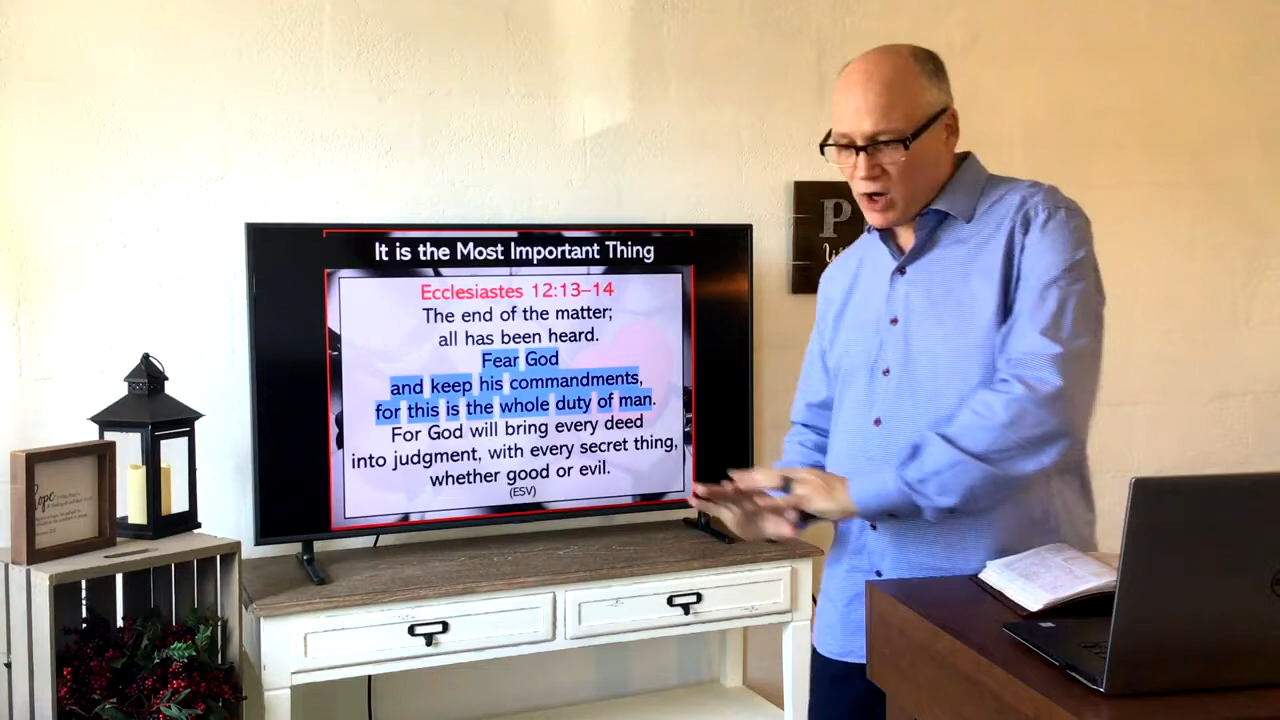 It is the Most Important Thing
Ecclesiastes 12:13–14
The end of the matter;
all has been heard.
Fear God
and keep his commandments,
for this is the whole duty of man.
For God will bring every deed
into judgment, with every secret thing,
whether good or evil.
(ESV)
P